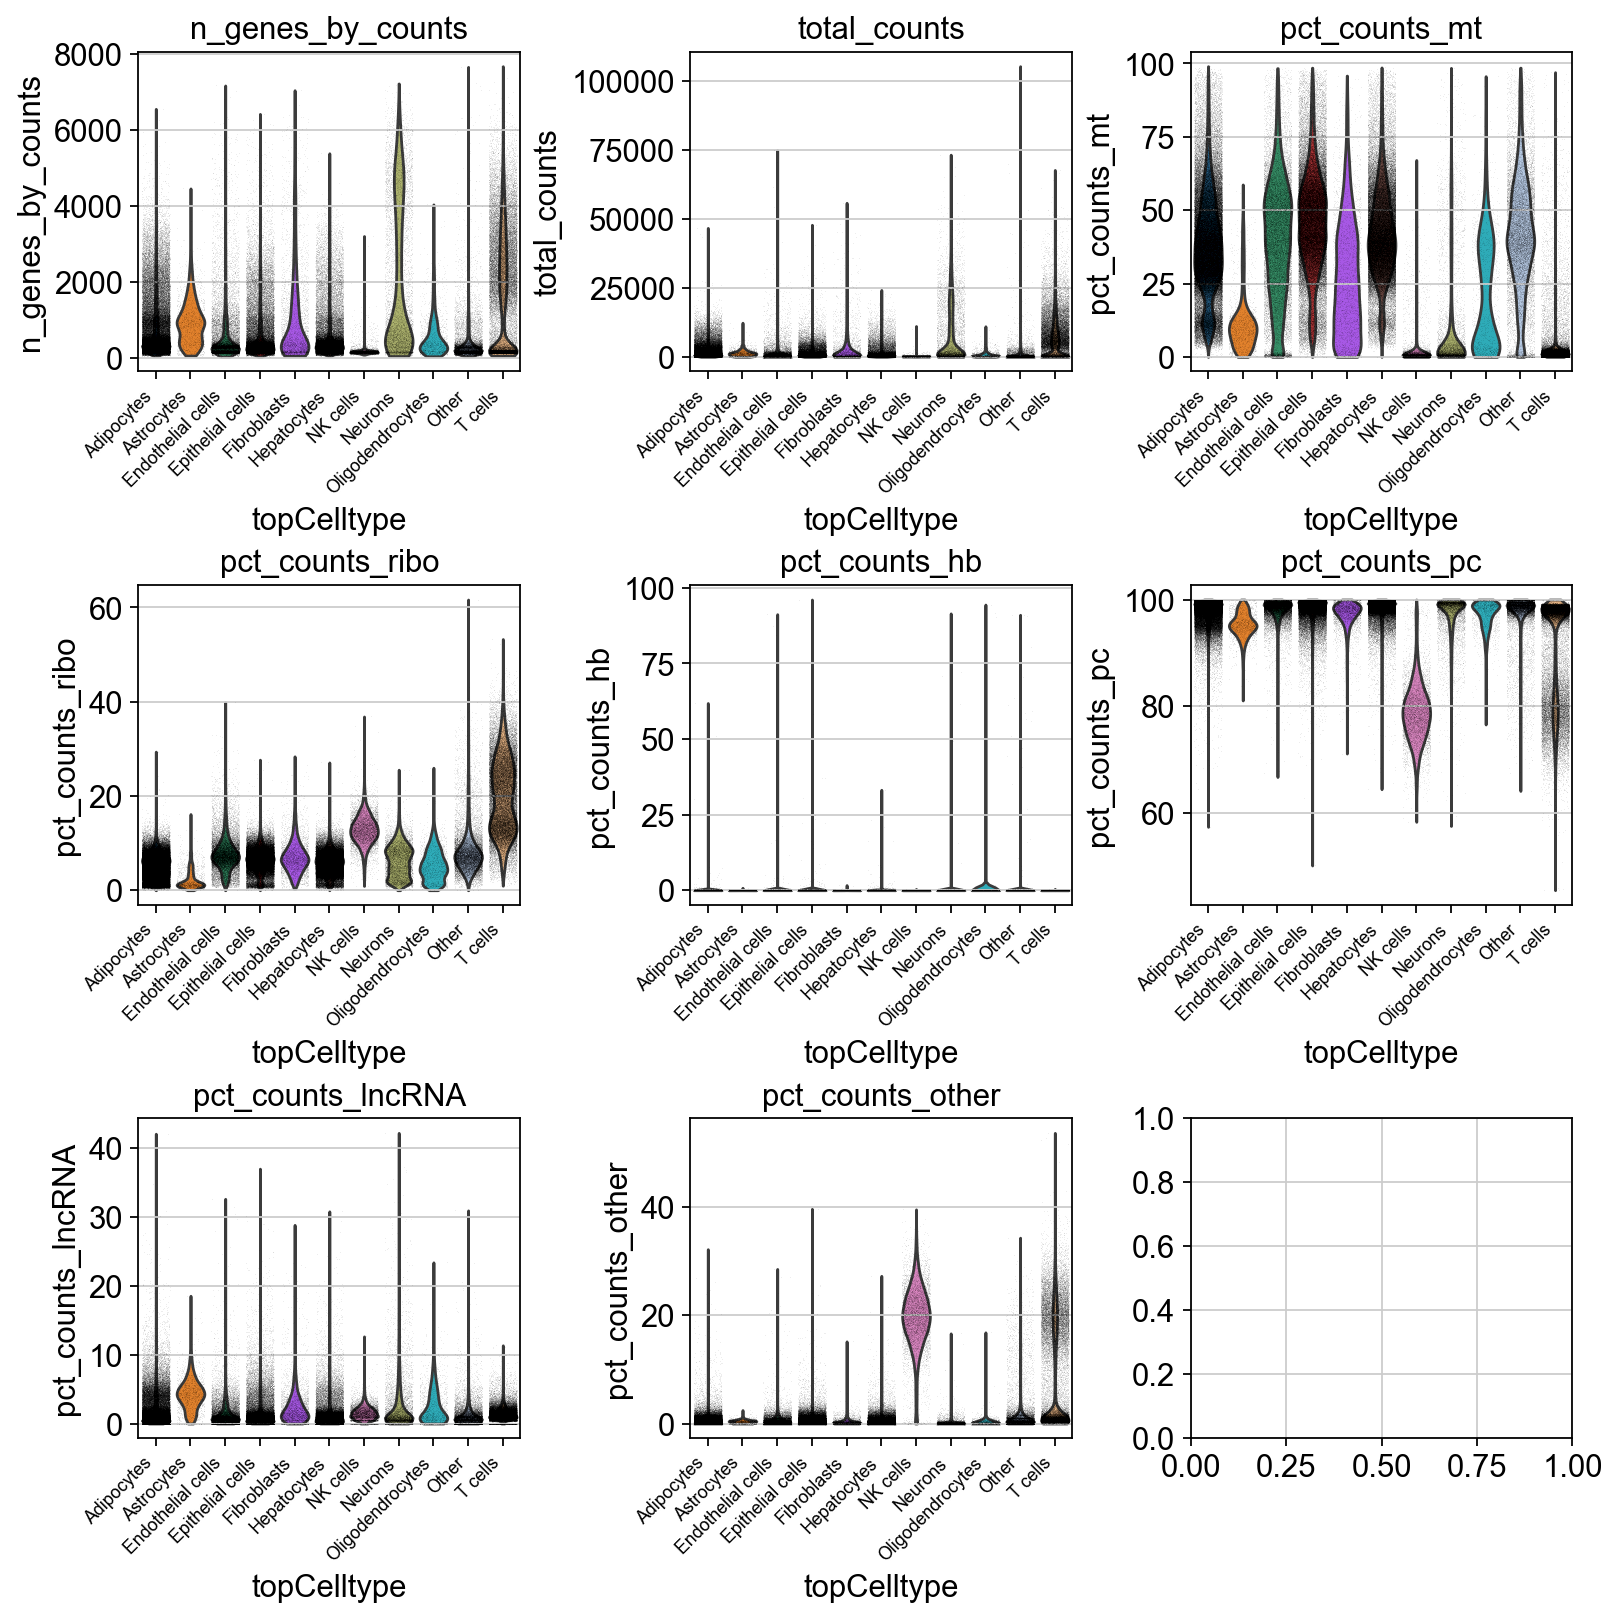 n_genes_by_counts
n_genes_by_counts
8000
6000
4000
2000
0
Adipocytes
Astrocytes
Endothelial cells
Epithelial cells
Fibroblasts
Hepatocytes
NK cells
Neurons
Oligodendrocytes
Other
T cells
topCelltype
total_counts
total_counts
100000
75000
50000
25000
0
Adipocytes
Astrocytes
Endothelial cells
Epithelial cells
Fibroblasts
Hepatocytes
NK cells
Neurons
Oligodendrocytes
Other
T cells
topCelltype
pct_counts_mt
pct_counts_mt
100
75
50
25
0
Adipocytes
Astrocytes
Endothelial cells
Epithelial cells
Fibroblasts
Hepatocytes
NK cells
Neurons
Oligodendrocytes
Other
T cells
topCelltype
pct_counts_ribo
pct_counts_ribo
60
40
20
0
Adipocytes
Astrocytes
Endothelial cells
Epithelial cells
Fibroblasts
Hepatocytes
NK cells
Neurons
Oligodendrocytes
Other
T cells
topCelltype
pct_counts_hb
pct_counts_hb
100
75
50
25
0
Adipocytes
Astrocytes
Endothelial cells
Epithelial cells
Fibroblasts
Hepatocytes
NK cells
Neurons
Oligodendrocytes
Other
T cells
topCelltype
pct_counts_pc
pct_counts_pc
100
80
60
Adipocytes
Astrocytes
Endothelial cells
Epithelial cells
Fibroblasts
Hepatocytes
NK cells
Neurons
Oligodendrocytes
Other
T cells
topCelltype
pct_counts_lncRNA
pct_counts_lncRNA
40
30
20
10
0
Adipocytes
Astrocytes
Endothelial cells
Epithelial cells
Fibroblasts
Hepatocytes
NK cells
Neurons
Oligodendrocytes
Other
T cells
topCelltype
pct_counts_other
pct_counts_other
40
20
0
Adipocytes
Astrocytes
Endothelial cells
Epithelial cells
Fibroblasts
Hepatocytes
NK cells
Neurons
Oligodendrocytes
Other
T cells
topCelltype
1.0
0.8
0.6
0.4
0.2
0.0
0.00 0.25 0.50 0.75 1.00